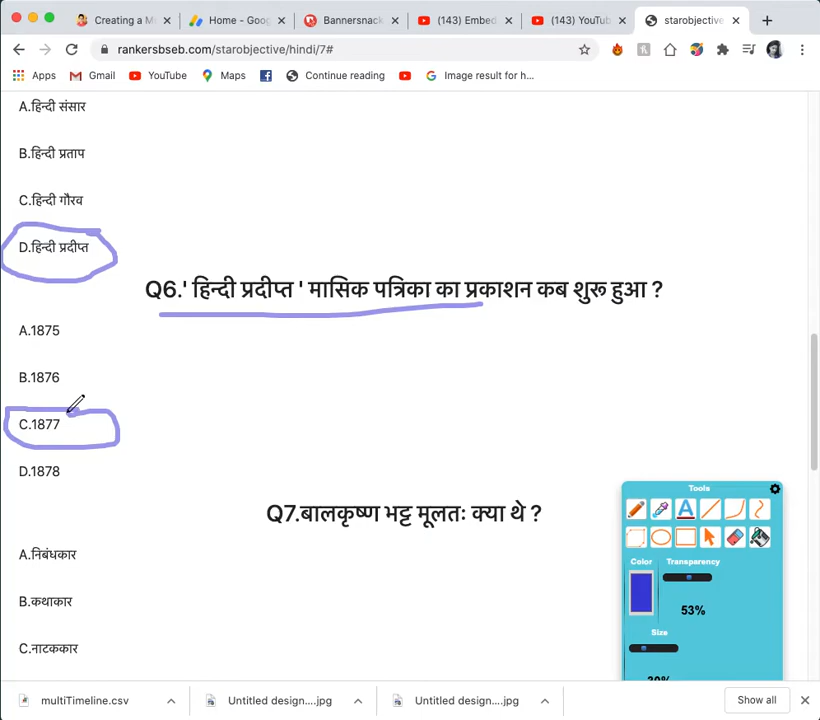 Creating a M
Home - Goog
Bannersnack
(143) Embed
(143) YouTub
starobjective
rankersbseb.com/starobjective/hindi/7#
Apps
Gmail
YouTube
Maps
Continue reading
Image result for h...
A.हिन्दी संसार
B.हिन्दी प्रताप
C.हिन्दी गौरव
D.हिन्दी प्रदीप्त
Q6.' हिन्दी प्रदीप्त ' मासिक पत्रिका का प्रकाशन कब शुरू हुआ ?
A.1875
B.1876
C.1877
D.1878
Q7.बालकृष्ण भट्ट मूलतः क्या थे ?
A.निबंधकार
B.कथाकार
C.नाटककार
Tools
Color
Transparency
53%
Size
multiTimeline.csv
Untitled design....jpg
Untitled design....jpg
Show all